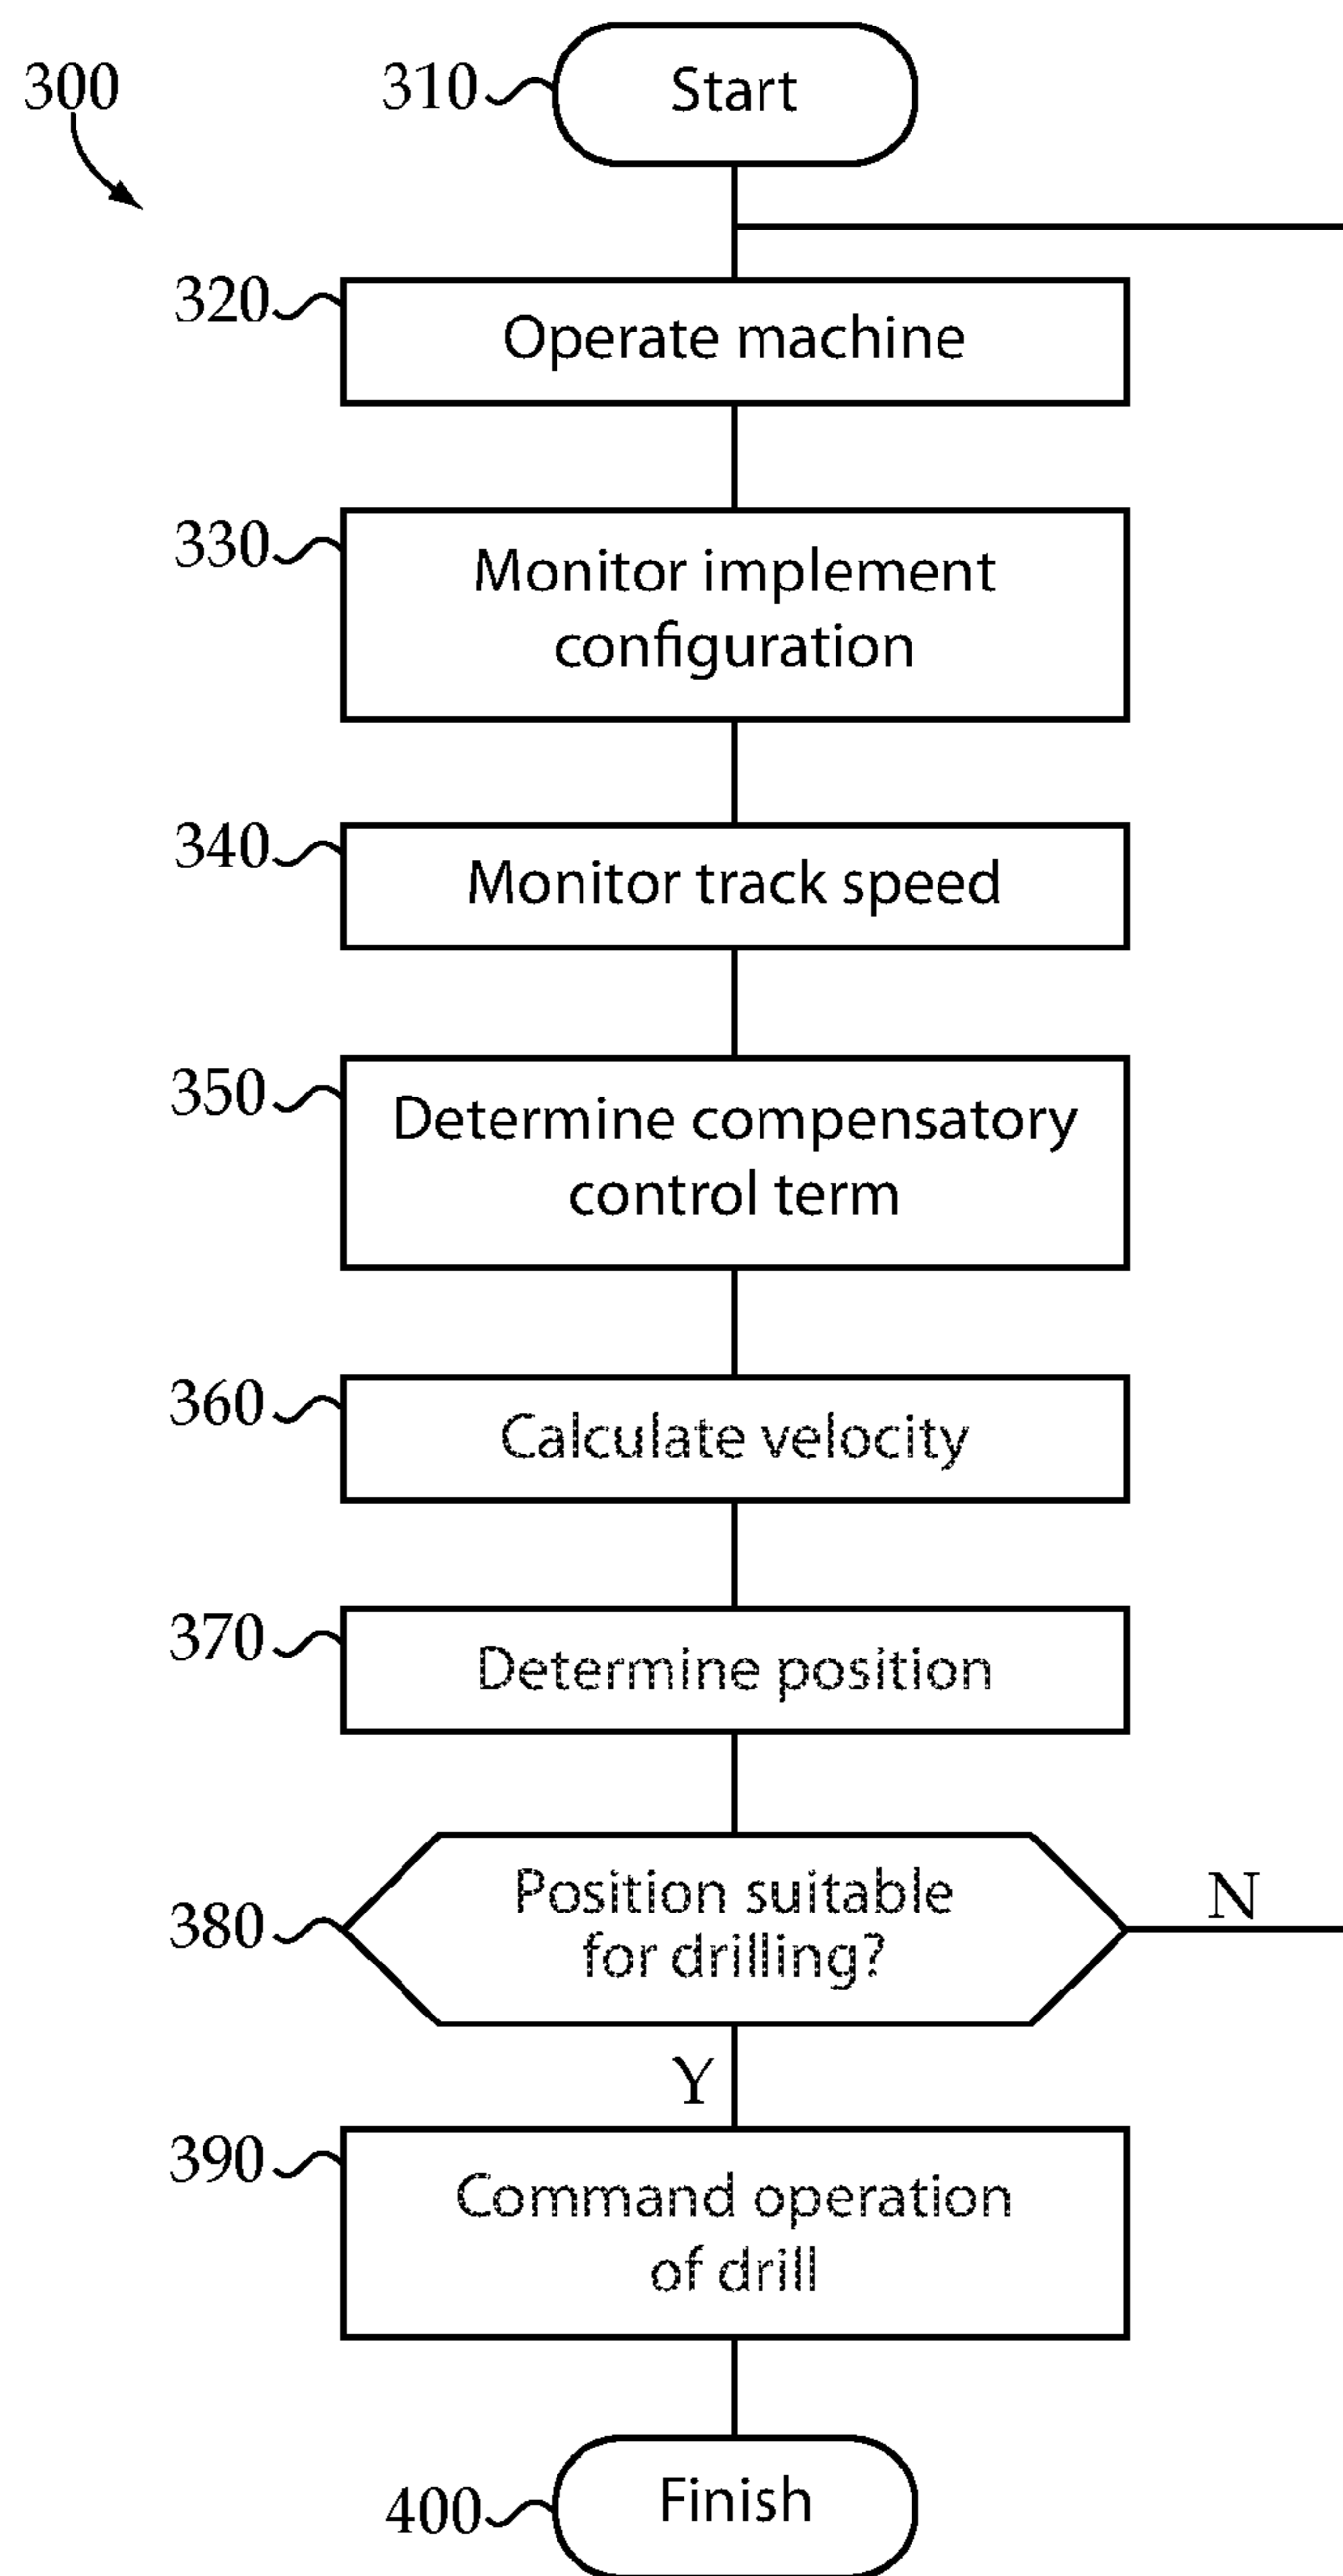 300
310
Start
320
Operate machine
330
Monitor implement
configuration
340
Monitor track speed
350
Determine compensatory
control term
360
Calculate velocity
370
Determine position
380
Position suitable
for drilling?
N
Y
390
Command operation
of drill
400
Finish